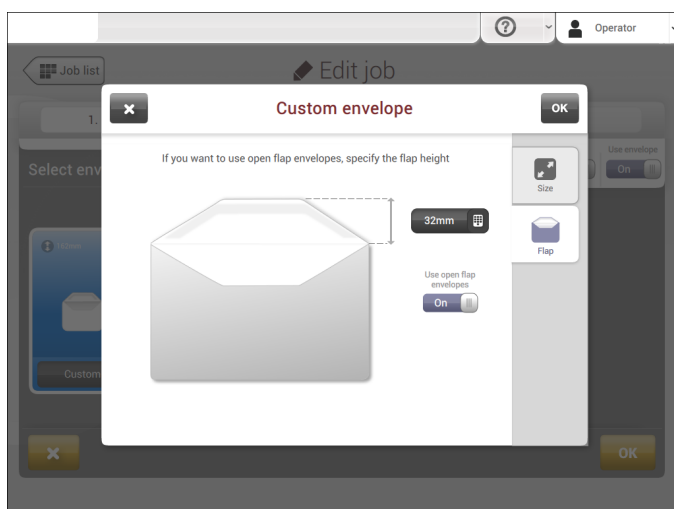 Operator
Job list
Edit job
1.
Custom envelope
OK
If you want to use open flap envelopes, specify the flap height
Size
32mm
Flap
Use open flap
envelopes
On
Select env
Use envelope
On
Custom
OK